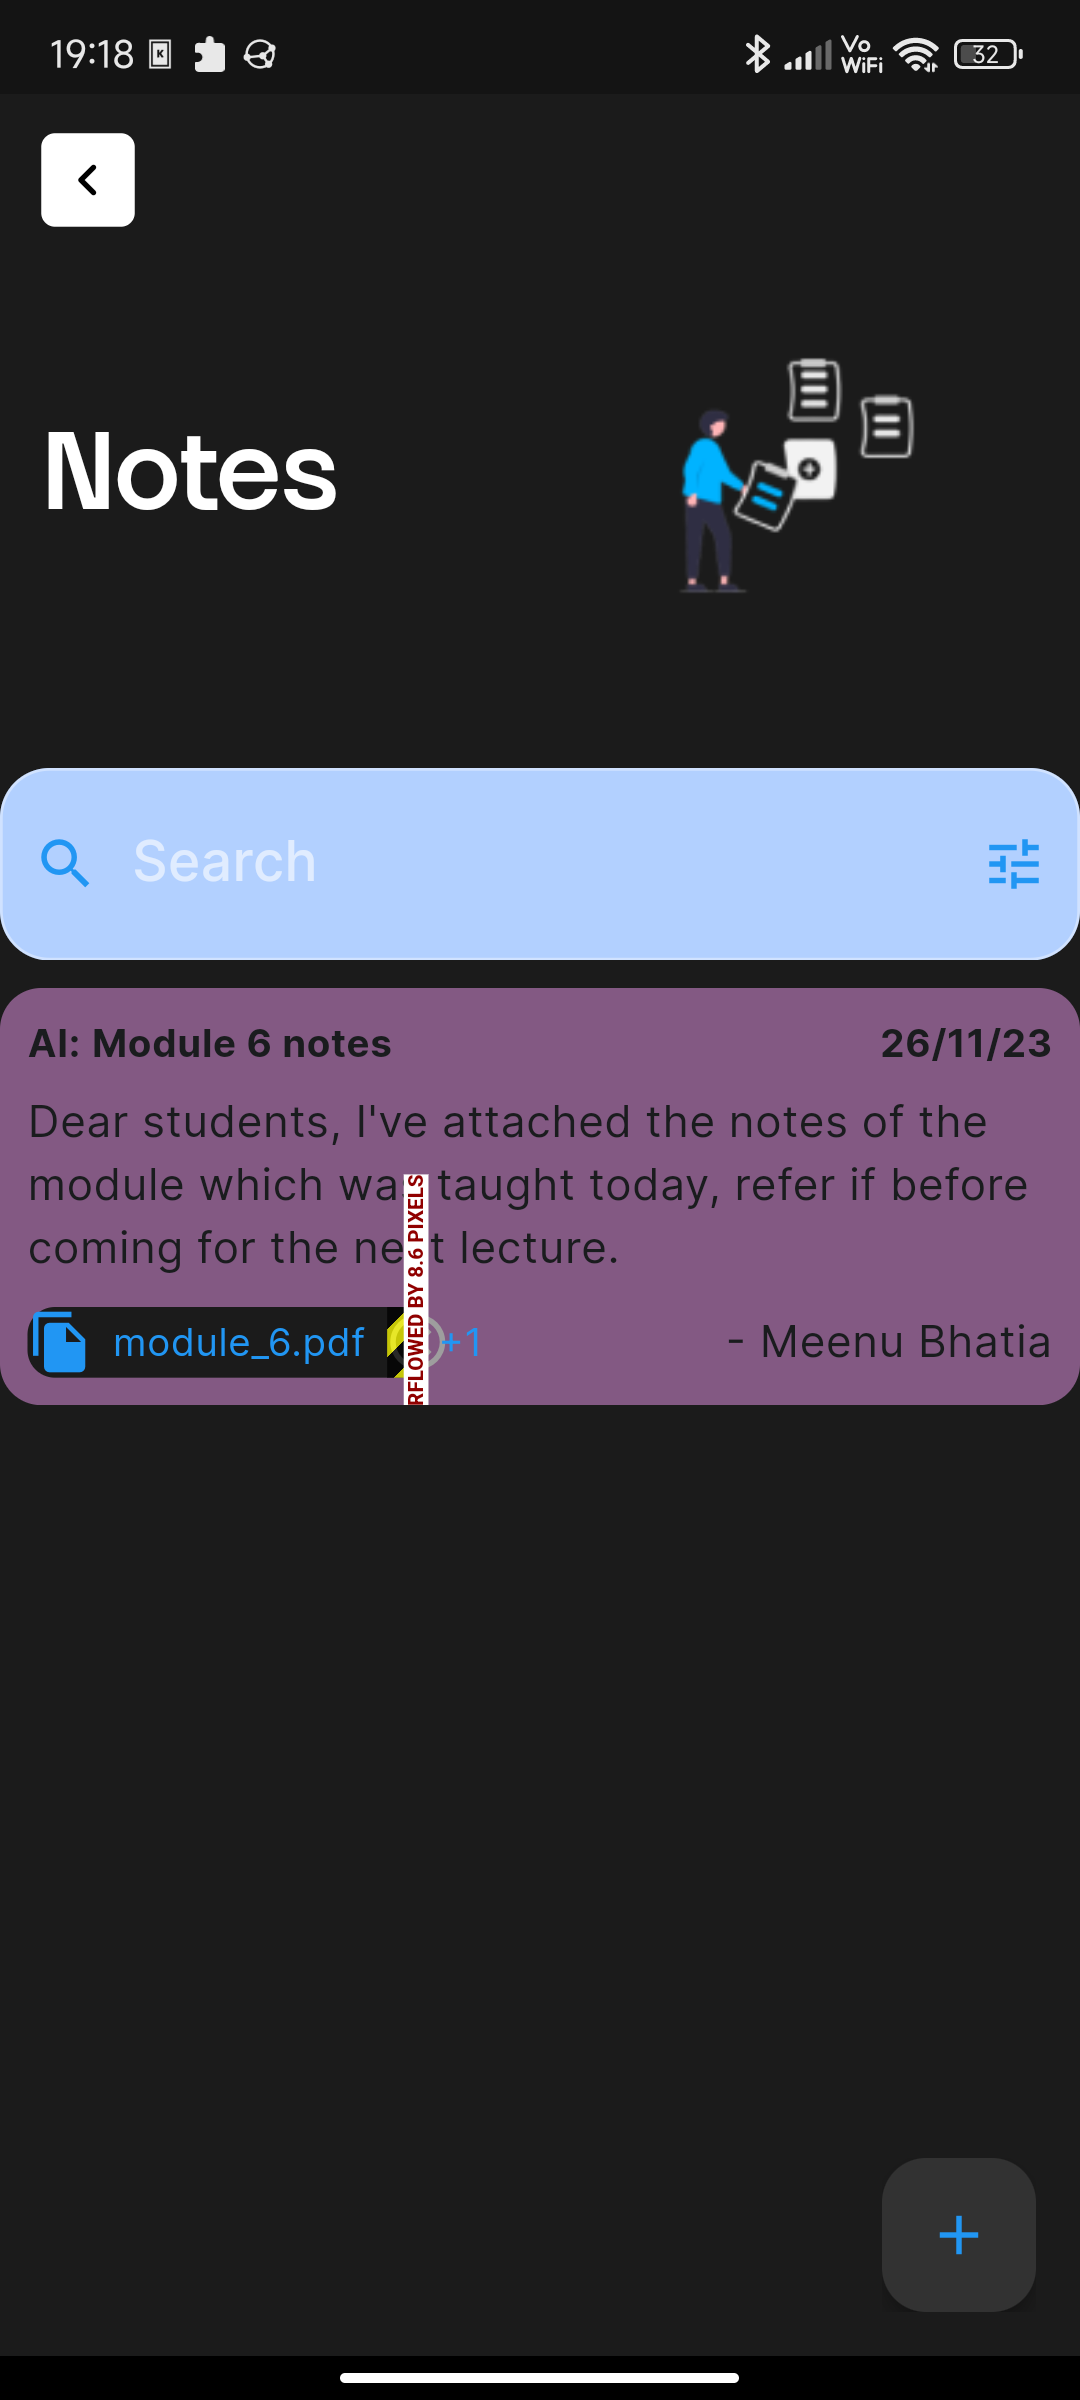 19:18
Vo
WiFi
32
Notes
Search
AI: Module 6 notes 26/11/23
Dear students, I've attached the notes of the
module which was taught today, refer if before
coming for the next lecture.
module_6.pdf +1 - Meenu Bhatia
RFLOWED BY 8.6 PIXELS